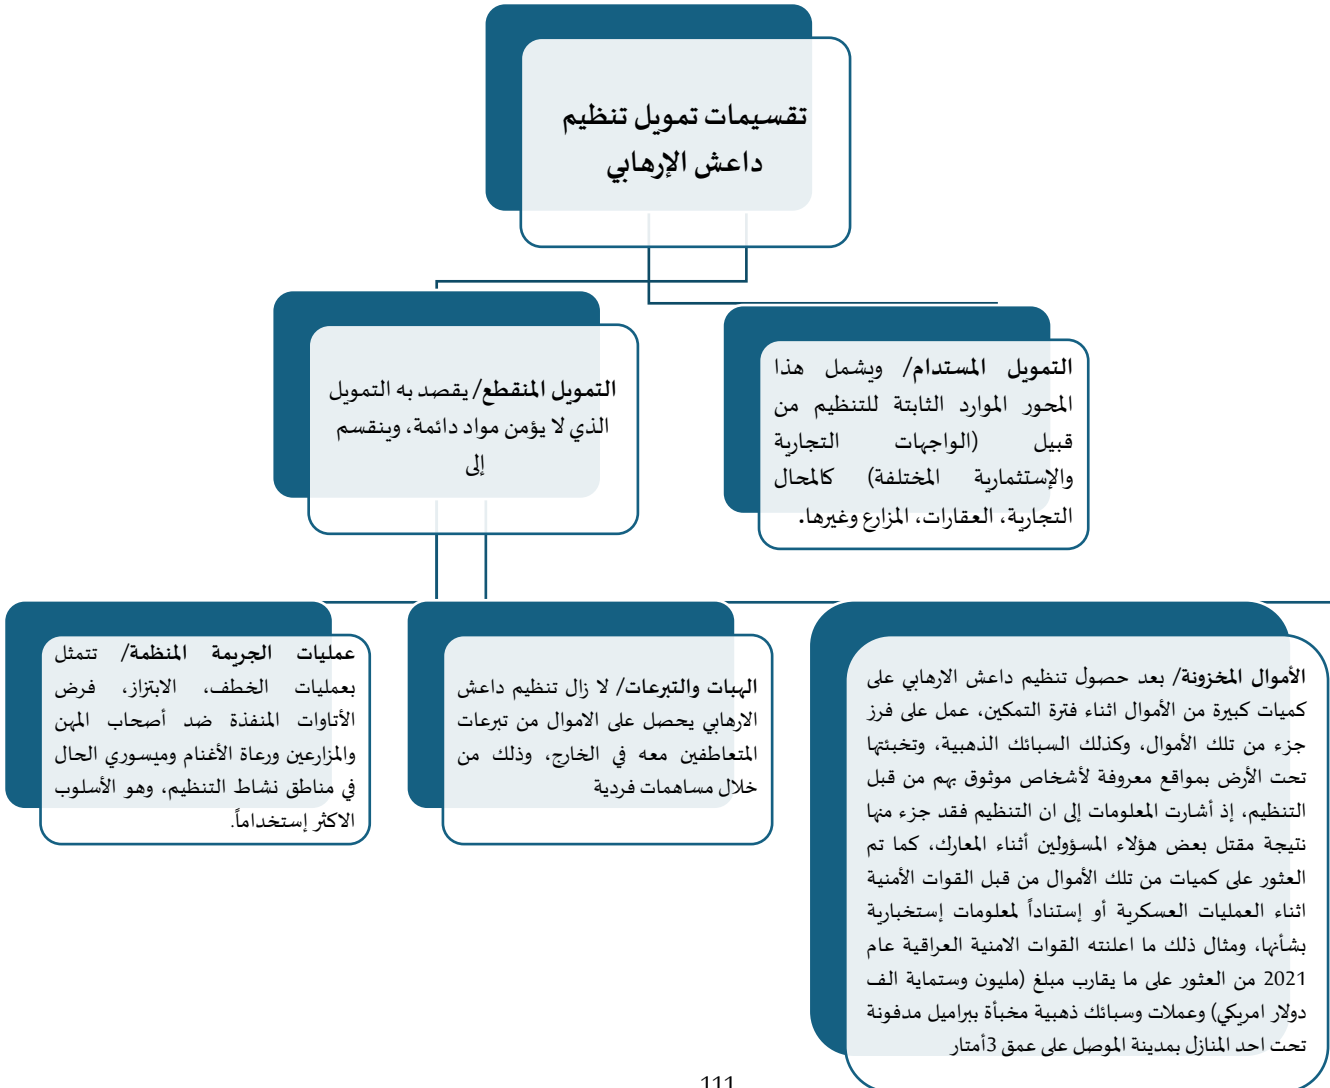 تقسيمات تمويل تنظيم
داعش الإرهابي
التمويل المستدام/ ويشمل هذا
المحور الموارد الثابتة للتنظيم من
قبيل (الواجهات التجارية
والإستثمارية المختلفة) كالمحال
التجارية، العقارات، المزارع وغيرها.
التمويل المنقطع/ يقصد به التمويل
الذي لا يؤمن مواد دائمة، وينقسم
إلى
الأموال المخزونة/ بعد حصول تنظيم داعش الارهابي على
كميات كبيرة من الأموال اثناء فترة التمكين، عمل على فرز
جزء من تلك الأموال، وكذلك السبائك الذهبية، وتخبئتها
تحت الأرض بمواقع معروفة لأشخاص موثوق بهم من قبل
التنظيم، إذ أشارت المعلومات إلى ان التنظيم فقد جزء منها
نتيجة مقتل بعض هؤلاء المسؤولين أثناء المعارك، كما تم
العثور على كميات من تلك الأموال من قبل القوات الأمنية
اثناء العمليات العسكرية أو إستناداً لمعلومات إستخبارية
بشأنها، ومثال ذلك ما اعلنته القوات الامنية العراقية عام
2021 من العثور على ما يقارب مبلغ (مليون وستماية الف
دولار امريكي) وعملات وسبائك ذهبية مخبأة ببراميل مدفونة
تحت احد المنازل بمدينة الموصل على عمق 3أمتار
الهبات والتبرعات/ لا زال تنظيم داعش
الارهابي يحصل على الاموال من تبرعات
المتعاطفين معه في الخارج، وذلك من
خلال مساهمات فردية
عمليات الجريمة المنظمة/ تتمثل
بعمليات الخطف، الابتزاز، فرض
الأتاوات المنفذة ضد أصحاب المهن
والمزارعين ورعاة الأغنام وميسوري الحال
في مناطق نشاط التنظيم، وهو الأسلوب
الاكثر إستخداماً.
111